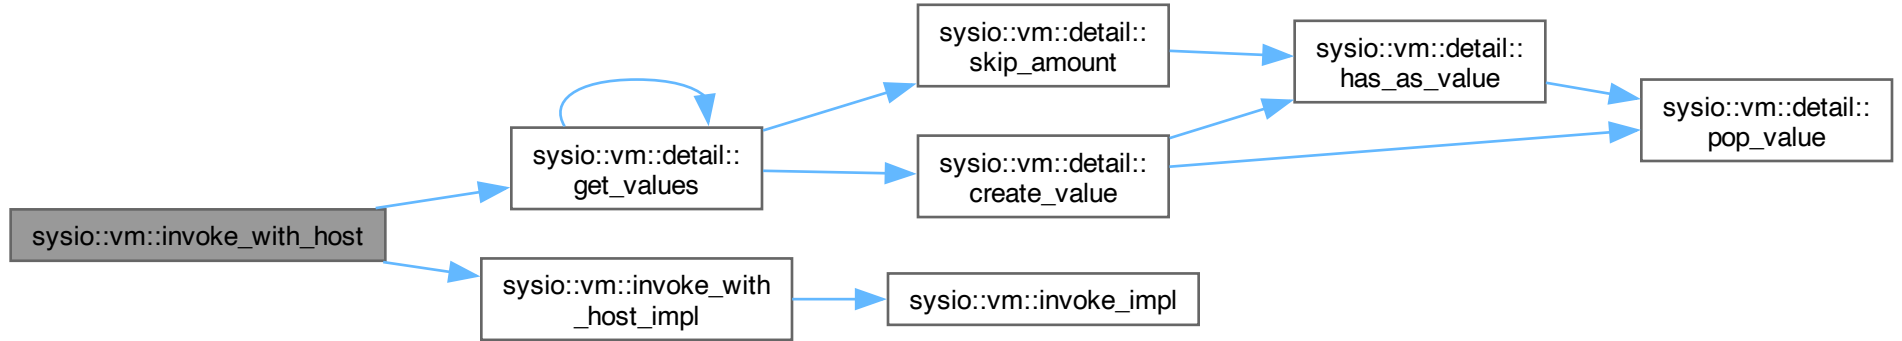 sysio::vm::invoke_with_host
sysio::vm::detail::
get_values
sysio::vm::detail::
skip_amount
sysio::vm::detail::
has_as_value
sysio::vm::detail::
pop_value
sysio::vm::detail::
create_value
sysio::vm::invoke_with
_host_impl
sysio::vm::invoke_impl